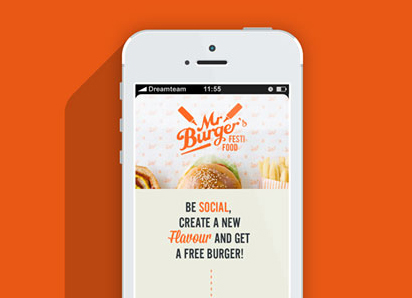 Dreamteam 11:55
Mr
Burger's
FESTI
FOOD
BE SOCIAL,
CREATE A NEW
Flavour AND GET
A FREE BURGER!